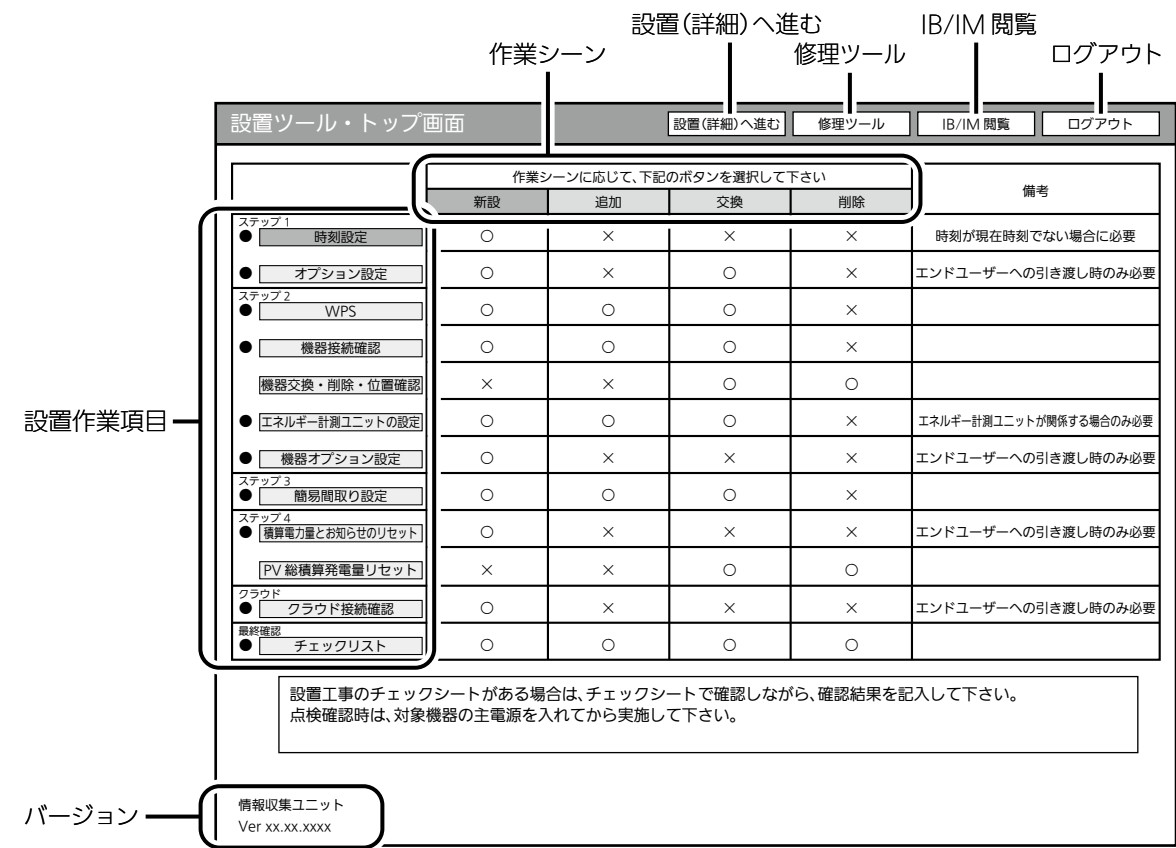 設置(詳細)へ進む IB/IM 閲覧
作業シーン 修理ツール ログアウト
設置ツール・トップ画面 設置(詳細)へ進む 修理ツール IB/IM 閲覧 ログアウト
作業シーンに応じて、下記のボタンを選択して下さい 備考
新設 追加 交換 削除
ステップ 1
● 時刻設定 ○ × × × 時刻が現在時刻でない場合に必要
● オプション設定 ○ × ○ × エンドユーザーへの引き渡し時のみ必要
ステップ 2
● WPS ○ ○ ○ ×
● 機器接続確認 ○ ○ ○ ×
機器交換・削除・位置確認 × × ○ ○
設置作業項目
● エネルギー計測ユニットの設定 ○ ○ ○ × エネルギー計測ユニットが関係する場合のみ必要
● 機器オプション設定 ○ × × × エンドユーザーへの引き渡し時のみ必要
ステップ 3
● 簡易間取り設定 ○ ○ ○ ×
ステップ 4
● 積算電力量とお知らせのリセット ○ × × × エンドユーザーへの引き渡し時のみ必要
PV 総積算発電量リセット × × ○ ○
クラウド
● クラウド接続確認 ○ × × × エンドユーザーへの引き渡し時のみ必要
最終確認
● チェックリスト ○ ○ ○ ○
設置工事のチェックシートがある場合は、チェックシートで確認しながら、確認結果を記入して下さい。
点検確認時は、対象機器の主電源を入れてから実施して下さい。
バージョン
情報収集ユニット
Ver xx.xx.xxxx